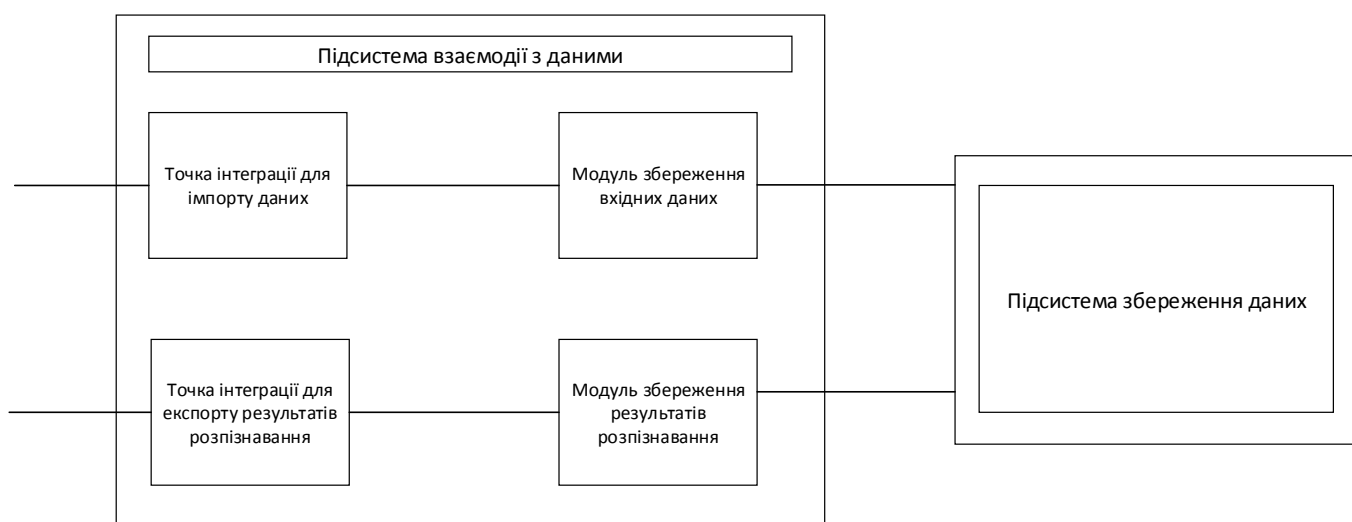 Підсистема взаємодії з даними
Точка інтеграції для
імпорту даних
Модуль збереження
вхідних даних
Підсистема збереження даних
Точка інтеграції для
експорту результатів
розпізнавання
Модуль збереження
результатів
розпізнавання